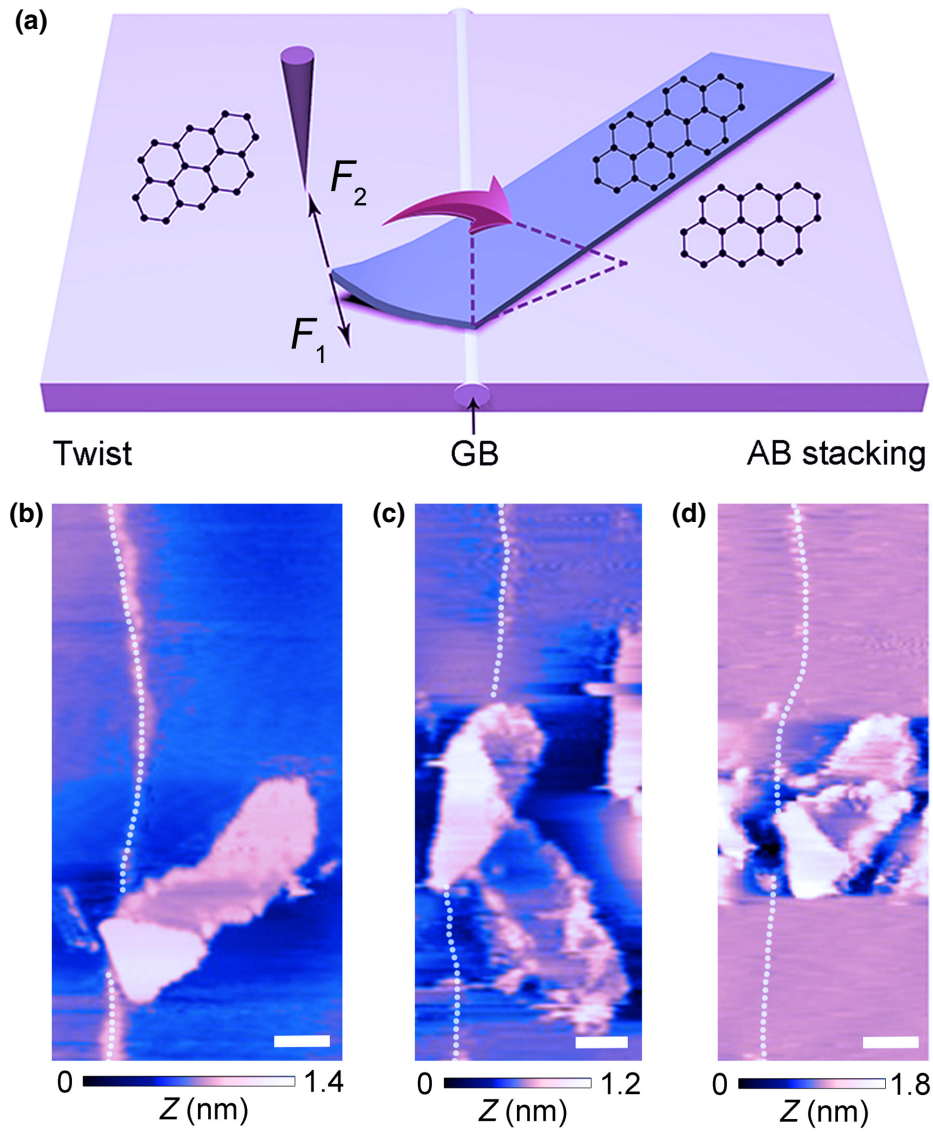 (a)
F2
F1
Twist GB AB stacking
(b) (c) (d)
0 1.4 0 1.2 0 1.8
Z (nm) Z (nm) Z (nm)